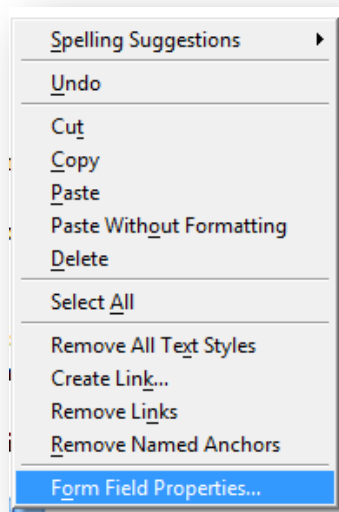 Spelling Suggestions
Undo
Cut
Copy
Paste
Paste Without Formatting
Delete
Select All
Remove All Text Styles
Create Link...
Remove Links
Remove Named Anchors
Form Field Properties...